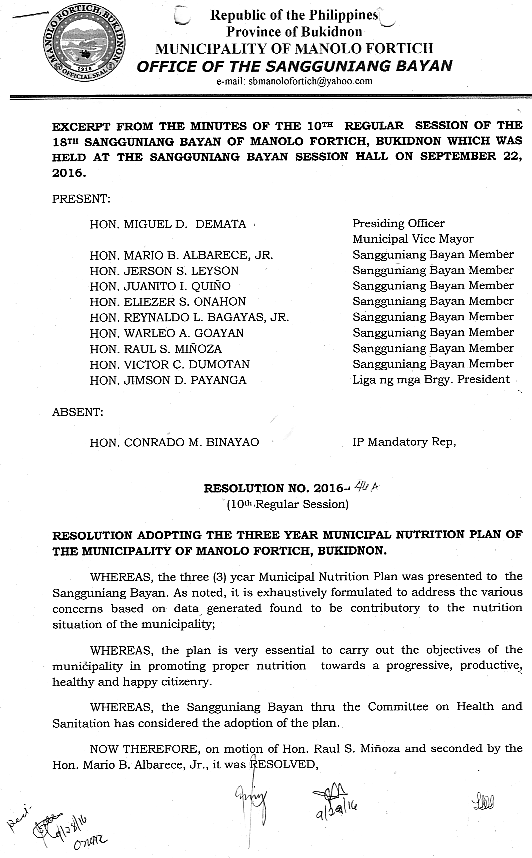 Republic of the Philippines
Province of Bukidnon
MUNICIPALITY OF MANOLO FORTICH
OFFICE OF THE SANGGUNIANG BAYAN
e-mail: sbmanolofortich@yahoo.com
MANOLO FORTICH, BUKIDNON
OFFICIAL SEAL
EXCERPT FROM THE MINUTES OF THE 10TH REGULAR SESSION OF THE
18TH SANGGUNIANG BAYAN OF MANOLO FORTICH, BUKIDNON WHICH WAS
HELD AT THE SANGGUNIANG BAYAN SESSION HALL ON SEPTEMBER 22,
2016.
PRESENT:
HON. MIGUEL D. DEMATA Presiding Officer
Municipal Vice Mayor
HON. MARIO B. ALBARECE, JR. Sangguniang Bayan Member
HON. JERSON S. LEYSON Sangguniang Bayan Member
HON. JUANITO I. QUIÑO Sangguniang Bayan Member
HON. ELIEZER S. ONAHON Sangguniang Bayan Member
HON. REYNALDO L. BAGAYAS, JR. Sangguniang Bayan Member
HON. WARLEO A. GOAYAN Sangguniang Bayan Member
HON. RAUL S. MIÑOZA Sangguniang Bayan Member
HON. VICTOR C. DUMOTAN Sangguniang Bayan Member
HON. JIMSON D. PAYANGA Liga ng mga Brgy. President
ABSENT:
HON. CONRADO M. BINAYAO IP Mandatory Rep,
RESOLUTION NO. 2016-
(10th Regular Session)
RESOLUTION ADOPTING THE THREE YEAR MUNICIPAL NUTRITION PLAN OF
THE MUNICIPALITY OF MANOLO FORTICH, BUKIDNON.
WHEREAS, the three (3) year Municipal Nutrition Plan was presented to the
Sangguniang Bayan. As noted, it is exhaustively formulated to address the various
concerns based on data generated found to be contributory to the nutrition
situation of the municipality;
WHEREAS, the plan is very essential to carry out the objectives of the
municipality in promoting proper nutrition towards a progressive, productive,
healthy and happy citizenry.
WHEREAS, the Sangguniang Bayan thru the Committee on Health and
Sanitation has considered the adoption of the plan.
NOW THEREFORE, on motion of Hon. Raul S. Miñoza and seconded by the
Hon. Mario B. Albarece, Jr., it was RESOLVED,
9/28/16
9/28/16